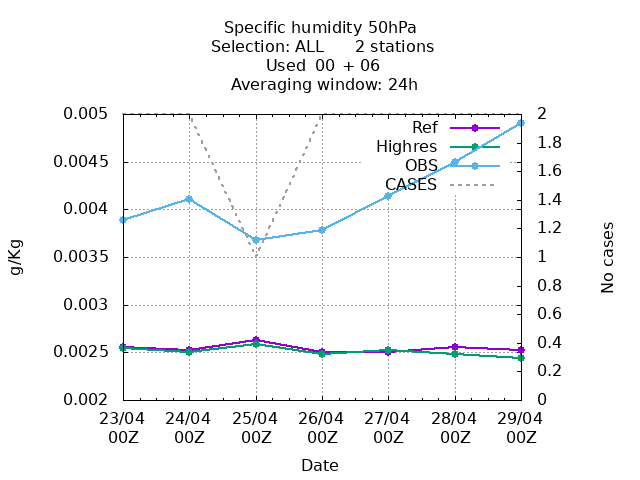 Specific humidity 50hPa
Selection: ALL 2 stations
Used 00 + 06
Averaging window: 24h
0.005
0.0045
0.004
0.0035
0.003
0.0025
0.002
g/Kg
Ref
Highres
OBS
CASES
2
1.8
1.6
1.4
1.2
1
0.8
0.6
0.4
0.2
0
No cases
23/04 24/04 25/04 26/04 27/04 28/04 29/04
00Z 00Z 00Z 00Z 00Z 00Z 00Z
Date